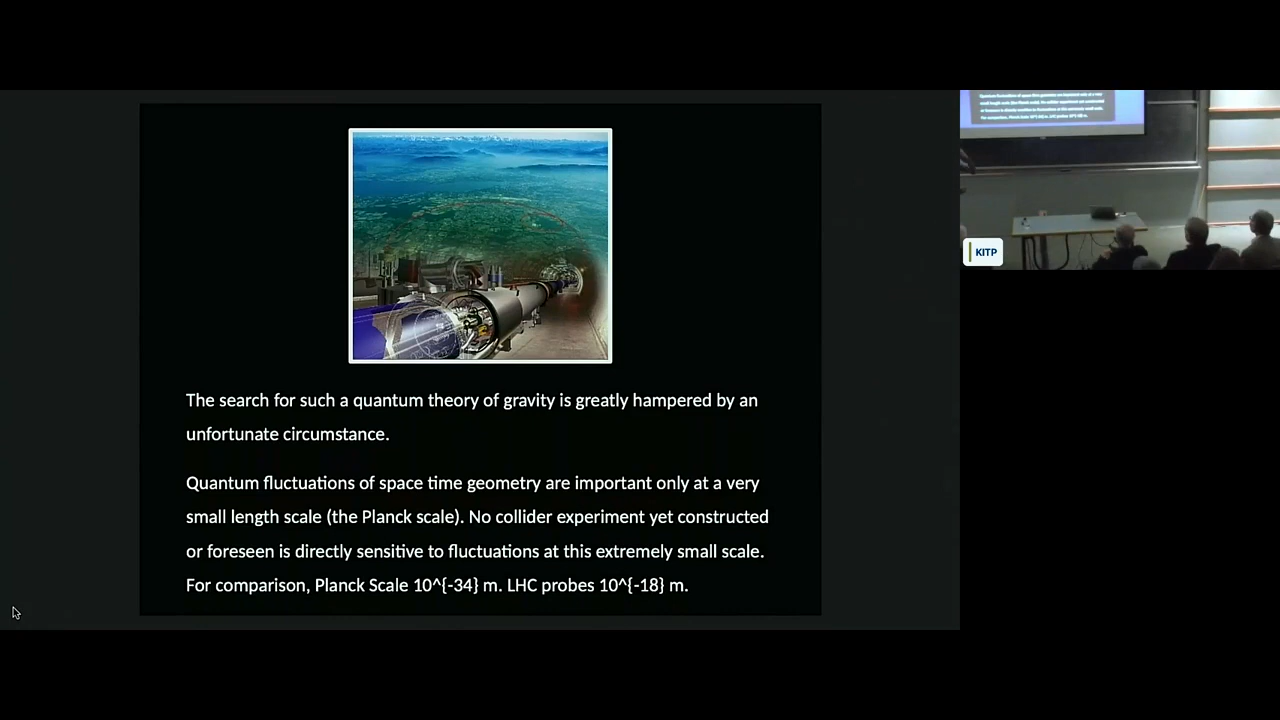 The search for such a quantum theory of gravity is greatly hampered by an
unfortunate circumstance.
Quantum fluctuations of space time geometry are important only at a very
small length scale (the Planck scale). No collider experiment yet constructed
or foreseen is directly sensitive to fluctuations at this extremely small scale.
For comparison, Planck Scale 10^{-34} m. LHC probes 10^{-18} m.
KITP